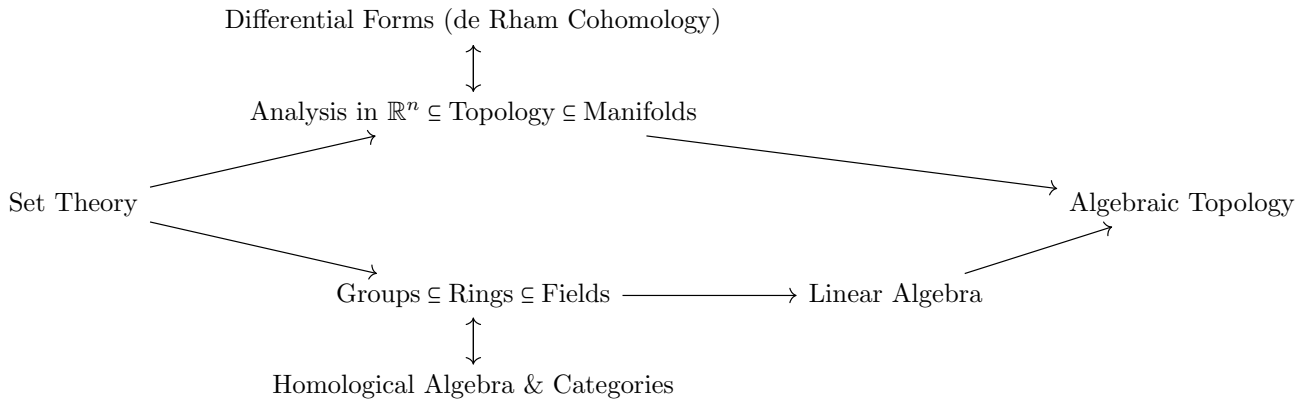 Differential Forms (de Rham Cohomology)
Analysis in ℝⁿ ⊆ Topology ⊆ Manifolds
Set Theory
Algebraic Topology
Groups ⊆ Rings ⊆ Fields
Linear Algebra
Homological Algebra & Categories